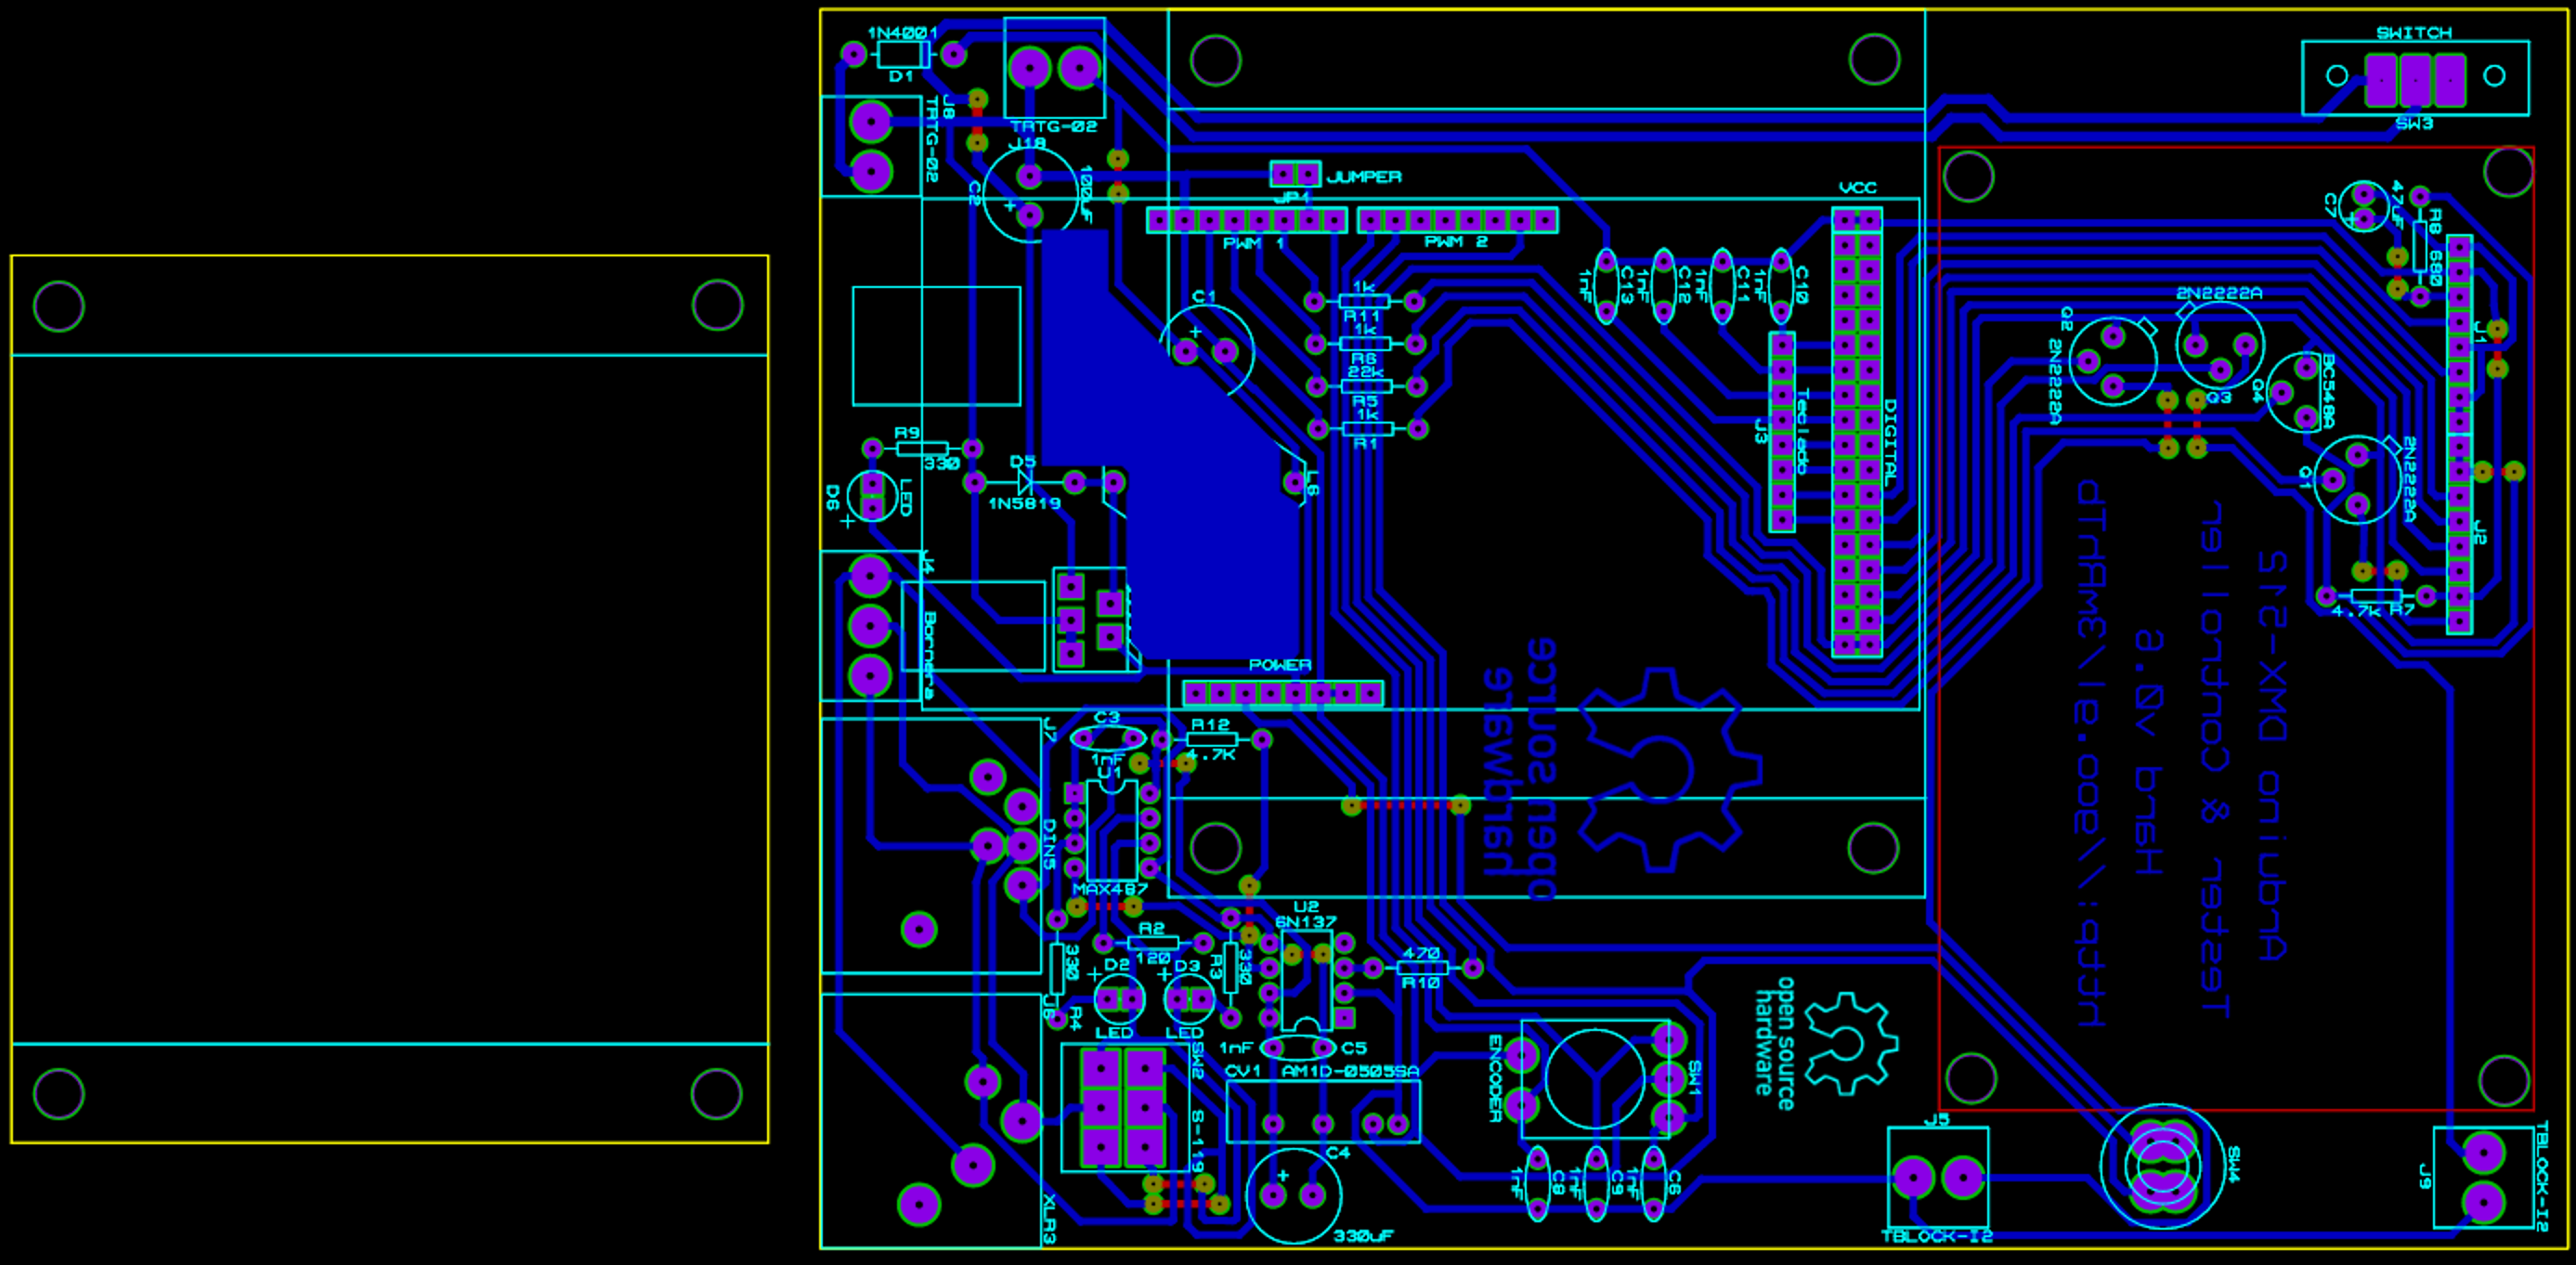 1N4001
D1
J8
TRTG-02
TRTG-02
J18
C2
100uF
JUMPER
JP1
PWM 1
PWM 2
VCC
SWITCH
SW3
C1
1k
R11
1k
R6
22k
R5
1k
R1
1nF
C13
1nF
C12
1nF
C11
1nF
C10
J3
Teclado
DIGITAL
C7
47uF
R8
680
J1
2N2222A
Q2
2N2222A
Q3
Q4
BC548A
Q1
2N2222A
J2
4.7K
R7
R9
330
D5
1N5819
D6
LED
J4
Bornera
POWER
J7
DIN5
C3
1nF
R12
4.7K
U1
MAX487
R2
120
330
R4
D2
LED
D3
LED
R3
330
U2
6N137
470
R10
1nF
C5
CV1
AM1D-0505SA
C4
330uF
J6
XLR3
SW2
S-119
ENCODER
SW1
1nF
C8
1nF
C9
1nF
C6
open source
hardware
open source
hardware
Arduino DMX-512
Tester & Controller
Hard v0.8
http://goo.gl/3mRhTb
J5
TBLOCK-I2
SW4
J9
TBLOCK-I2